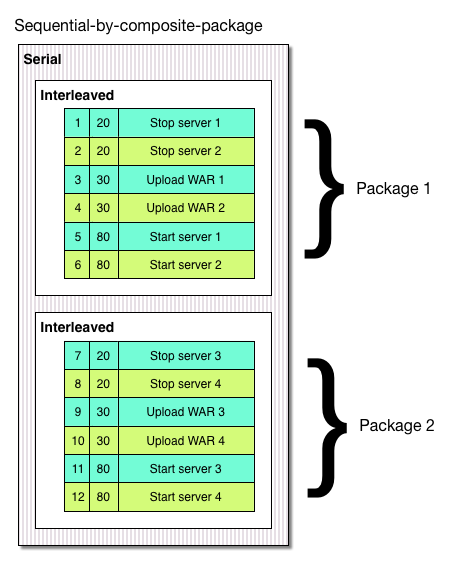 Sequential-by-composite-package
Serial
Interleaved
1 20 Stop server 1
2 20 Stop server 2
3 30 Upload WAR 1
4 30 Upload WAR 2
5 80 Start server 1
6 80 Start server 2
Package 1
Interleaved
7 20 Stop server 3
8 20 Stop server 4
9 30 Upload WAR 3
10 30 Upload WAR 4
11 80 Start server 3
12 80 Start server 4
Package 2